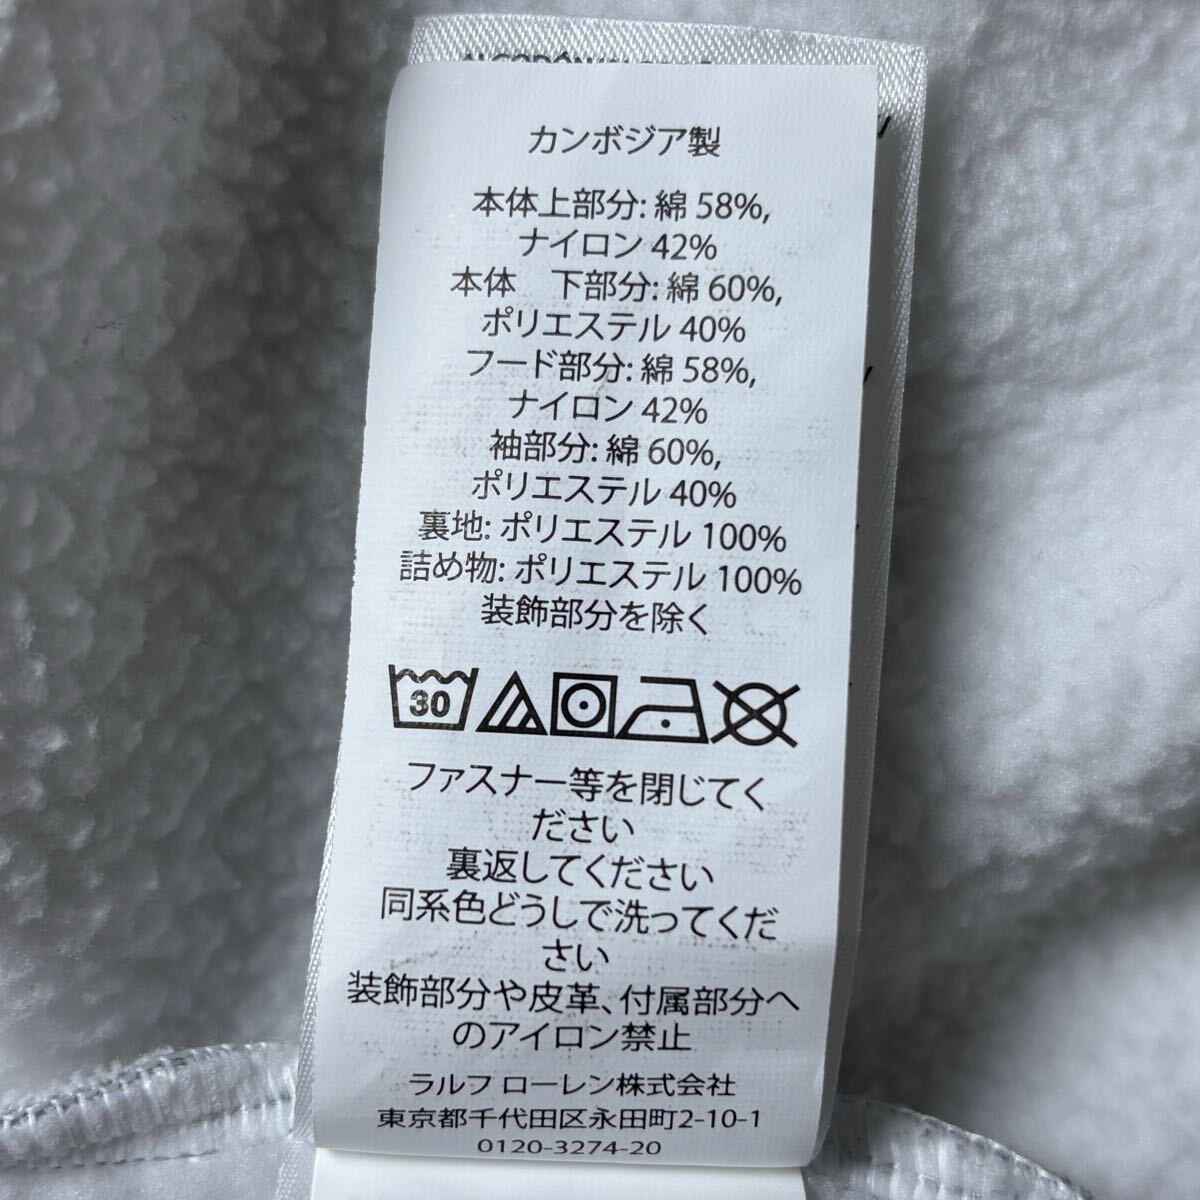 カンボジア製
本体上部分: 綿 58%,
ナイロン 42%
本体　下部分: 綿 60%,
ポリエステル 40%
フード部分: 綿 58%,
ナイロン 42%
袖部分: 綿 60%,
ポリエステル 40%
裏地: ポリエステル 100%
詰め物: ポリエステル 100%
装飾部分を除く
30
ファスナー等を閉じてく
ださい
裏返してください
同系色どうしで洗ってくだ
さい
装飾部分や皮革、付属部分へ
のアイロン禁止
ラルフ ローレン株式会社
東京都千代田区永田町2-10-1
0120-3274-20